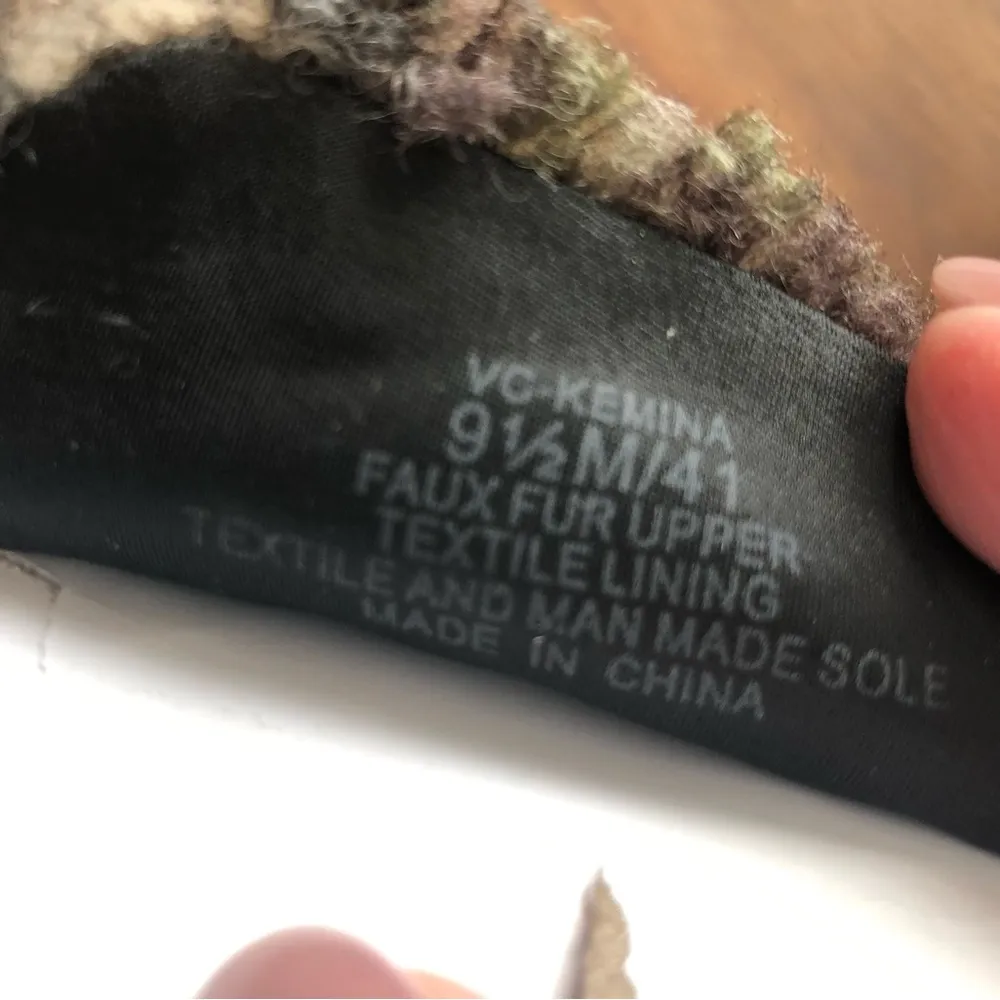 VC-KEMINA
9½M/41
FAUX FUR UPPER
TEXTILE LINING
TEXTILE AND MAN MADE SOLE
MADE IN CHINA